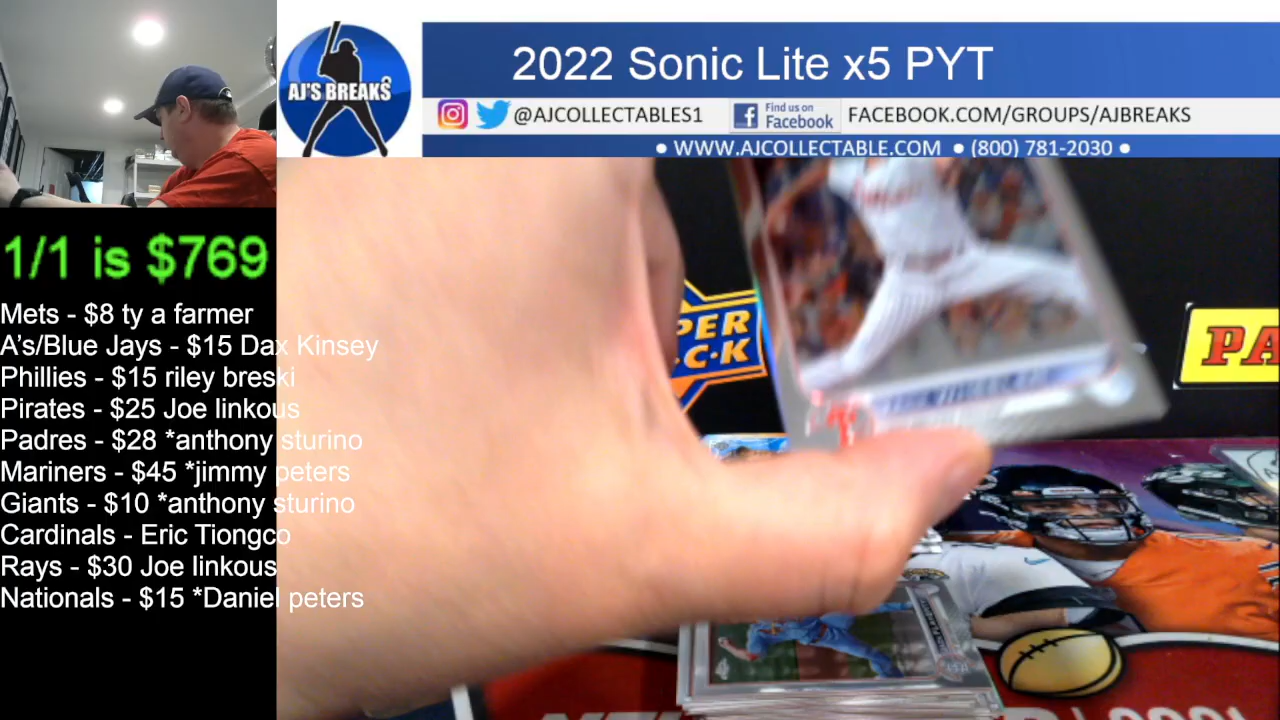 2022 Sonic Lite x5 PYT
AJ'S BREAKS
@AJCOLLECTABLES1
Find us on
Facebook
FACEBOOK.COM/GROUPS/AJBREAKS
• WWW.AJCOLLECTABLE.COM • (800) 781-2030 •
1/1 is $769
Mets - $8 ty a farmer
A's/Blue Jays - $15 Dax Kinsey
Phillies - $15 riley breski
Pirates - $25 Joe linkous
Padres - $28 *anthony sturino
Mariners - $45 *jimmy peters
Giants - $10 *anthony sturino
Cardinals - Eric Tiongco
Rays - $30 Joe linkous
Nationals - $15 *Daniel peters
PER
PA